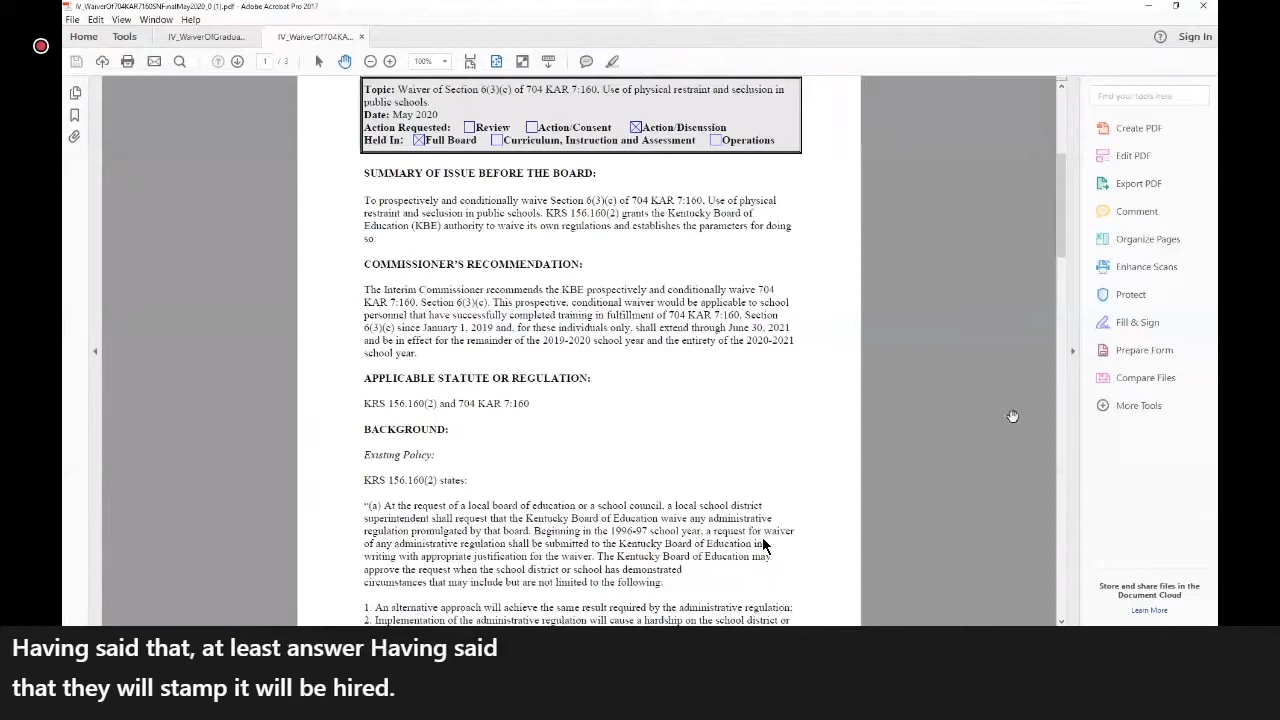 IV_WaiverOf704KAR7160SNFinalMay2020_0 (1).pdf - Adobe Acrobat Pro 2017
File Edit View Window Help
Home Tools IV_WaiverOfGradua... IV_WaiverOf704KA... × Sign In
1 / 3 100%
Topic: Waiver of Section 6(3)(c) of 704 KAR 7:160, Use of physical restraint and seclusion in
public schools.
Date: May 2020
Action Requested: Review Action/Consent Action/Discussion
Held In: Full Board Curriculum, Instruction and Assessment Operations
SUMMARY OF ISSUE BEFORE THE BOARD:
To prospectively and conditionally waive Section 6(3)(c) of 704 KAR 7:160, Use of physical
restraint and seclusion in public schools. KRS 156.160(2) grants the Kentucky Board of
Education (KBE) authority to waive its own regulations and establishes the parameters for doing
so.
COMMISSIONER'S RECOMMENDATION:
The Interim Commissioner recommends the KBE prospectively and conditionally waive 704
KAR 7:160, Section 6(3)(c). This prospective, conditional waiver would be applicable to school
personnel that have successfully completed training in fulfillment of 704 KAR 7:160, Section
6(3)(c) since January 1, 2019 and, for these individuals only, shall extend through June 30, 2021
and be in effect for the remainder of the 2019-2020 school year and the entirety of the 2020-2021
school year.
APPLICABLE STATUTE OR REGULATION:
KRS 156.160(2) and 704 KAR 7:160
BACKGROUND:
Existing Policy:
KRS 156.160(2) states:
"(a) At the request of a local board of education or a school council, a local school district
superintendent shall request that the Kentucky Board of Education waive any administrative
regulation promulgated by that board. Beginning in the 1996-97 school year, a request for waiver
of any administrative regulation shall be submitted to the Kentucky Board of Education in
writing with appropriate justification for the waiver. The Kentucky Board of Education may
approve the request when the school district or school has demonstrated
circumstances that may include but are not limited to the following:
1. An alternative approach will achieve the same result required by the administrative regulation;
2. Implementation of the administrative regulation will cause a hardship on the school district or
Find your tools here
Create PDF
Edit PDF
Export PDF
Comment
Organize Pages
Enhance Scans
Protect
Fill & Sign
Prepare Form
Compare Files
More Tools
Store and share files in the
Document Cloud
Learn More
Having said that, at least answer Having said
that they will stamp it will be hired.